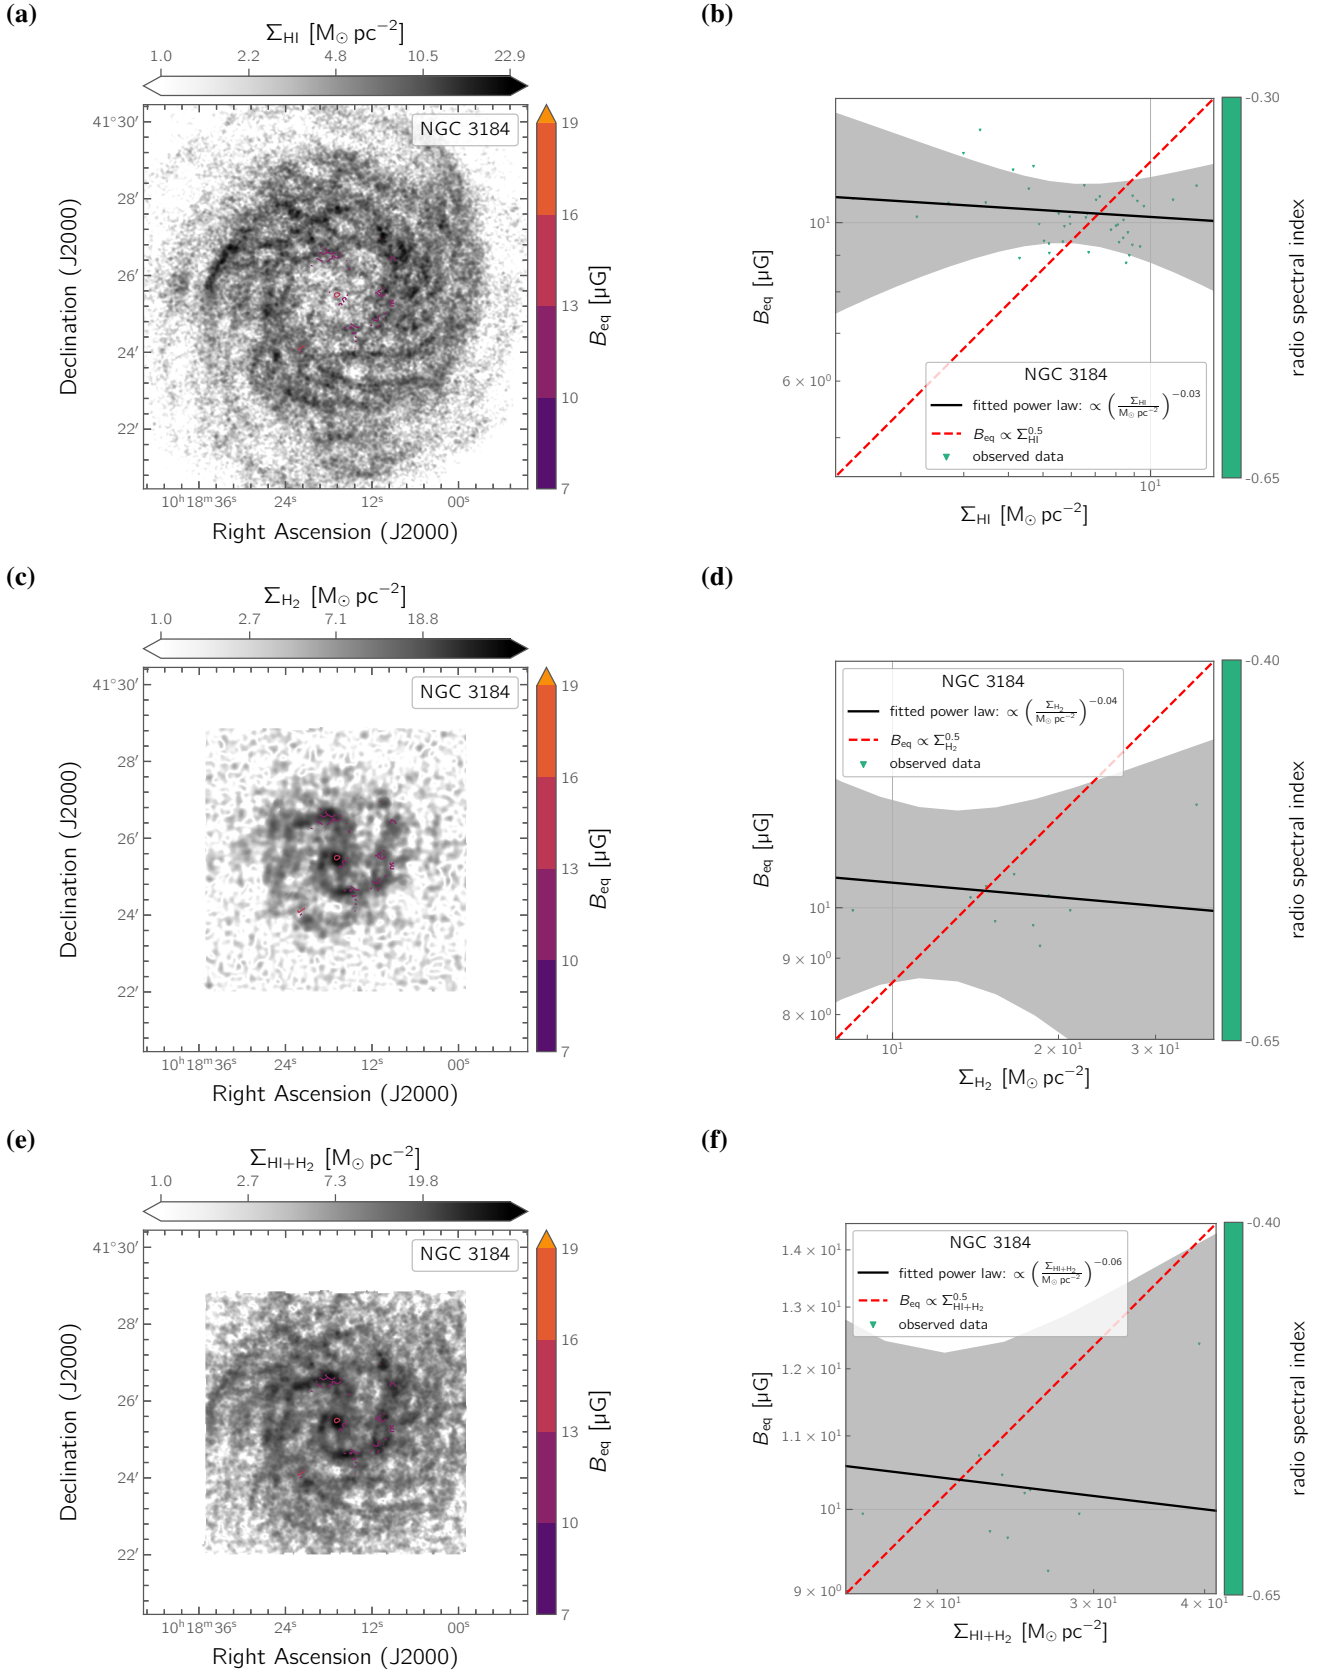 (a)
Σ_HI [M_⊙ pc^−2]
1.0 2.2 4.8 10.5 22.9
NGC 3184
41°30′
28′
26′
24′
22′
Declination (J2000)
10^h18^m36^s 24^s 12^s 00^s
Right Ascension (J2000)
19
16
13
10
7
B_eq [µG]
(b)
10^1
6 × 10^0
B_eq [µG]
NGC 3184
fitted power law: ∝ (Σ_HI / M_⊙ pc^−2)^−0.03
B_eq ∝ Σ_HI^0.5
observed data
10^1
Σ_HI [M_⊙ pc^−2]
-0.30
-0.65
radio spectral index
(c)
Σ_H₂ [M_⊙ pc^−2]
1.0 2.7 7.1 18.8
NGC 3184
41°30′
28′
26′
24′
22′
Declination (J2000)
10^h18^m36^s 24^s 12^s 00^s
Right Ascension (J2000)
19
16
13
10
7
B_eq [µG]
(d)
NGC 3184
fitted power law: ∝ (Σ_H₂ / M_⊙ pc^−2)^−0.04
B_eq ∝ Σ_H₂^0.5
observed data
10^1
9 × 10^0
8 × 10^0
B_eq [µG]
10^1 2 × 10^1 3 × 10^1
Σ_H₂ [M_⊙ pc^−2]
-0.40
-0.65
radio spectral index
(e)
Σ_HI+H₂ [M_⊙ pc^−2]
1.0 2.7 7.3 19.8
NGC 3184
41°30′
28′
26′
24′
22′
Declination (J2000)
10^h18^m36^s 24^s 12^s 00^s
Right Ascension (J2000)
19
16
13
10
7
B_eq [µG]
(f)
NGC 3184
fitted power law: ∝ (Σ_HI+H₂ / M_⊙ pc^−2)^−0.06
B_eq ∝ Σ_HI+H₂^0.5
observed data
1.4 × 10^1
1.3 × 10^1
1.2 × 10^1
1.1 × 10^1
10^1
9 × 10^0
B_eq [µG]
2 × 10^1 3 × 10^1 4 × 10^1
Σ_HI+H₂ [M_⊙ pc^−2]
-0.40
-0.65
radio spectral index